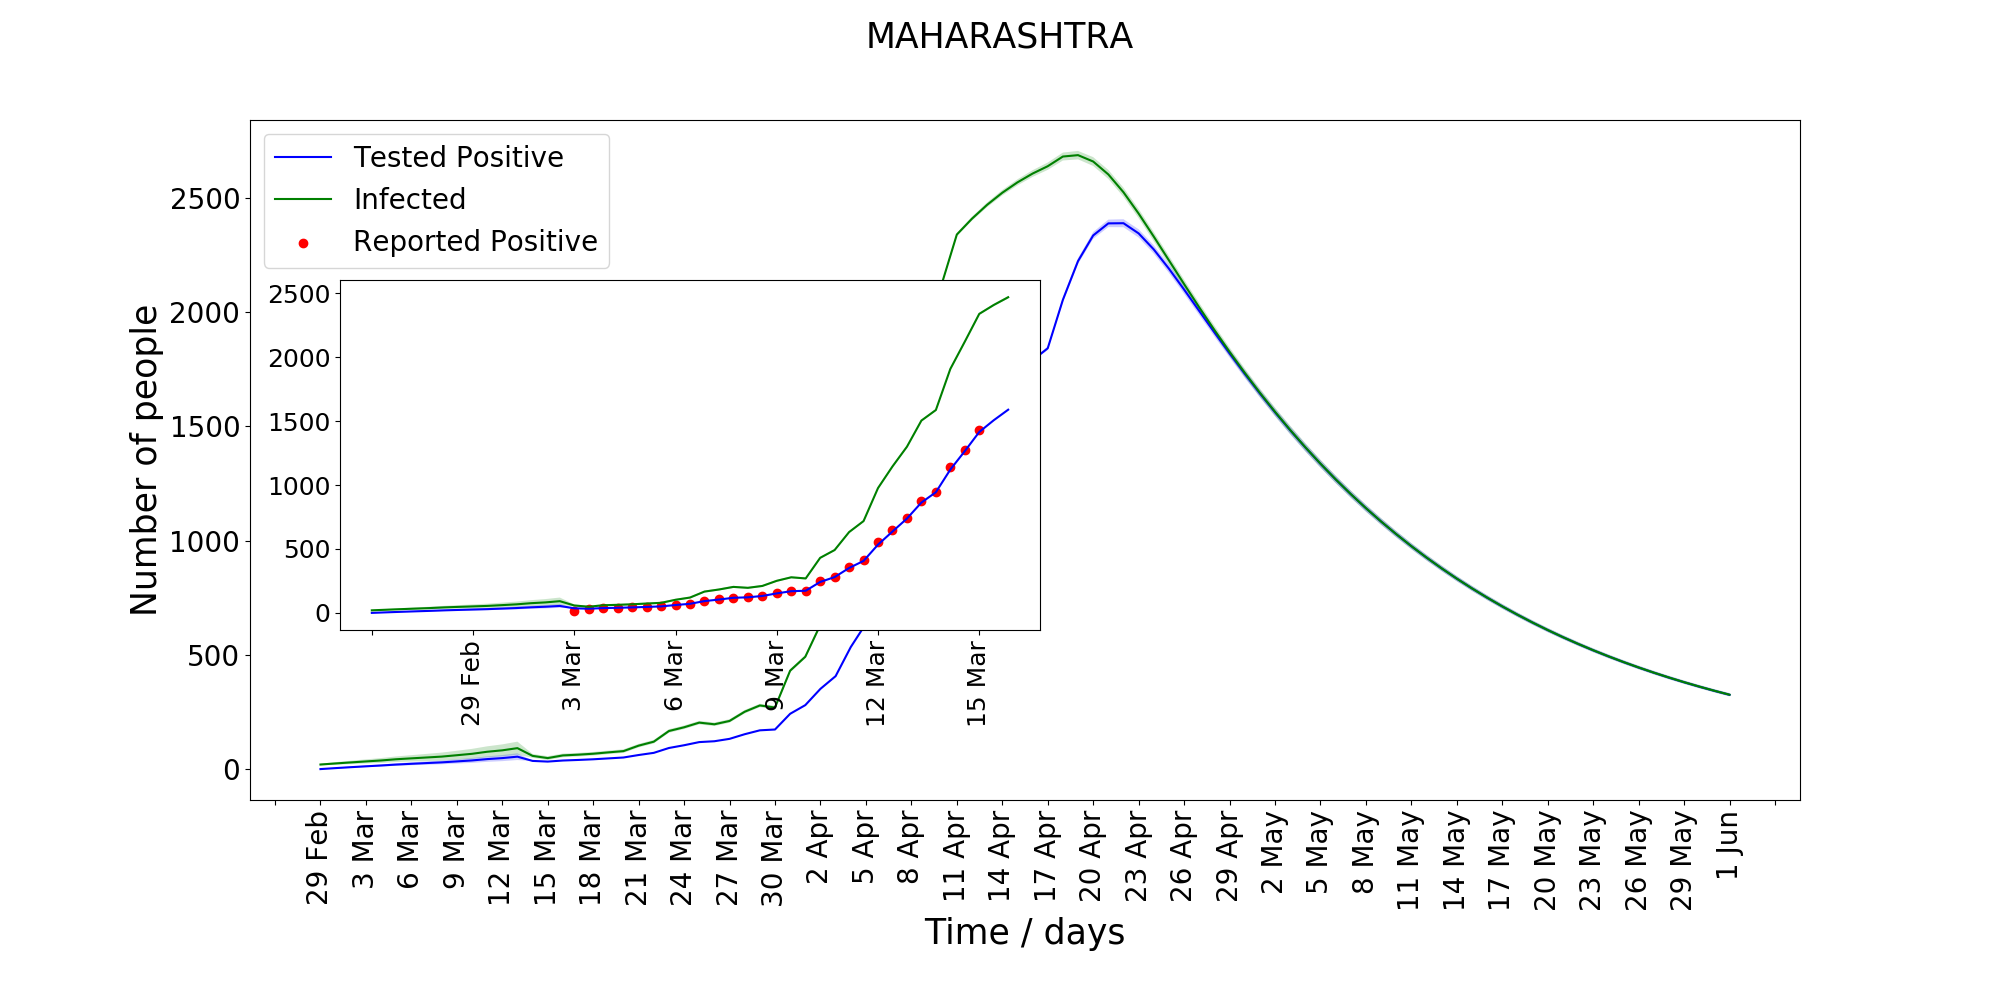 MAHARASHTRA
Tested Positive
Infected
Reported Positive
Number of people
2500
2000
1500
1000
500
0
2500
2000
1500
1000
500
0
29 Feb
3 Mar
6 Mar
9 Mar
12 Mar
15 Mar
29 Feb
3 Mar
6 Mar
9 Mar
12 Mar
15 Mar
18 Mar
21 Mar
24 Mar
27 Mar
30 Mar
2 Apr
5 Apr
8 Apr
11 Apr
14 Apr
17 Apr
20 Apr
23 Apr
26 Apr
29 Apr
2 May
5 May
8 May
11 May
14 May
17 May
20 May
23 May
26 May
29 May
1 Jun
Time / days